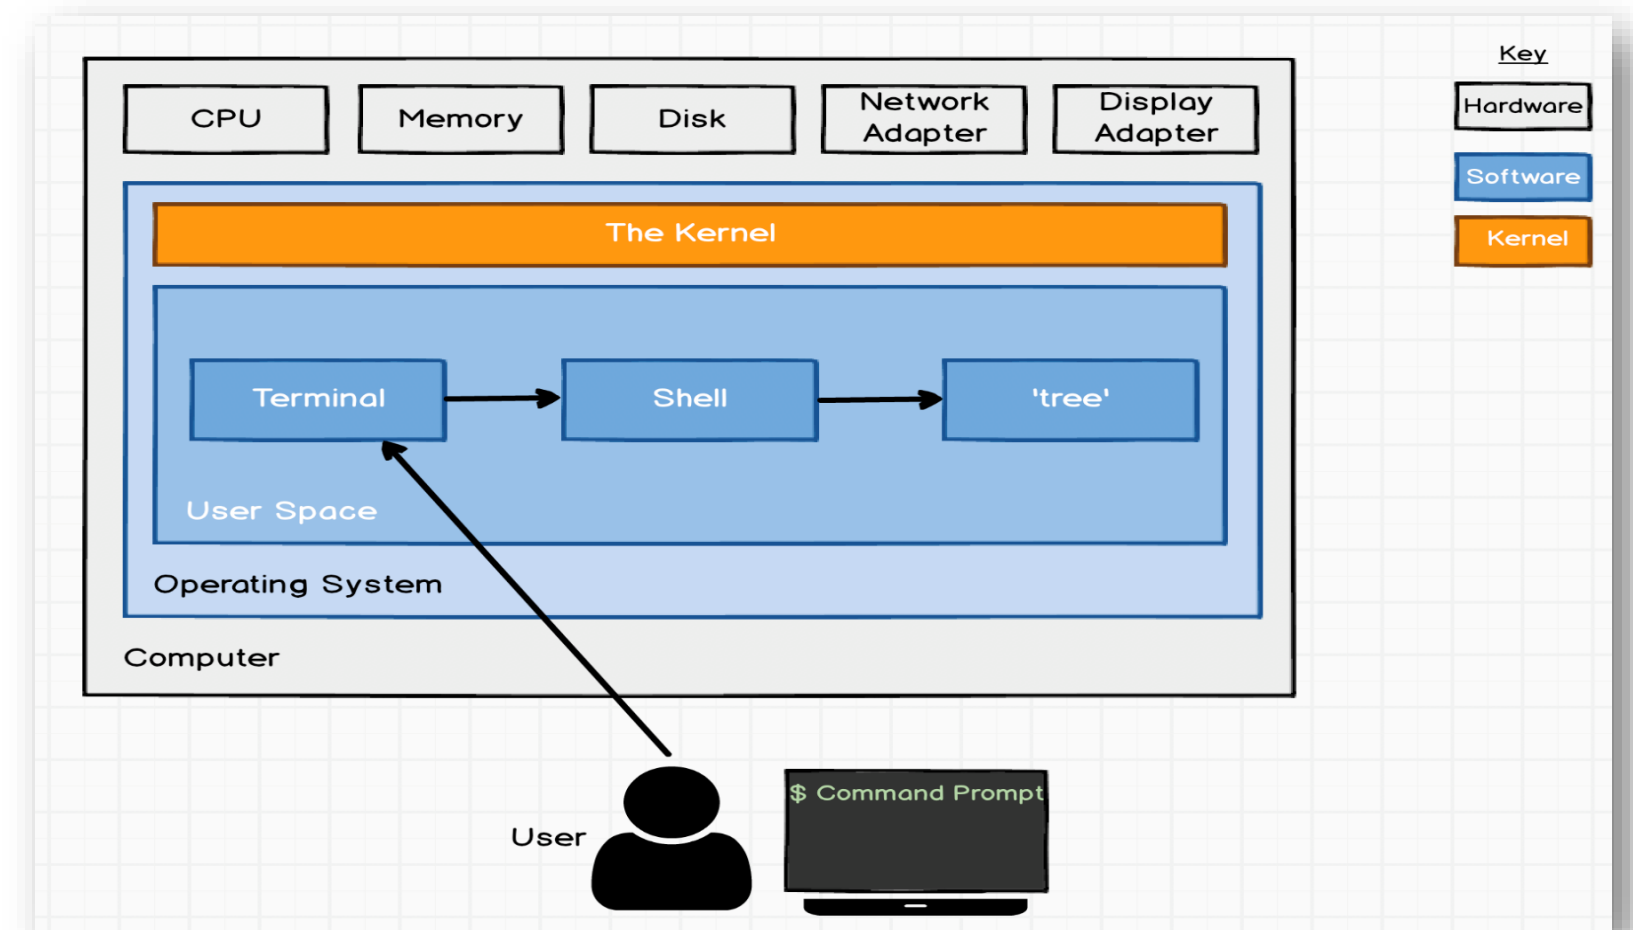 Key
CPU
Memory
Disk
Network
Adapter
Display
Adapter
Hardware
Software
Kernel
The Kernel
Terminal
Shell
'tree'
User Space
Operating System
Computer
User
$ Command Prompt